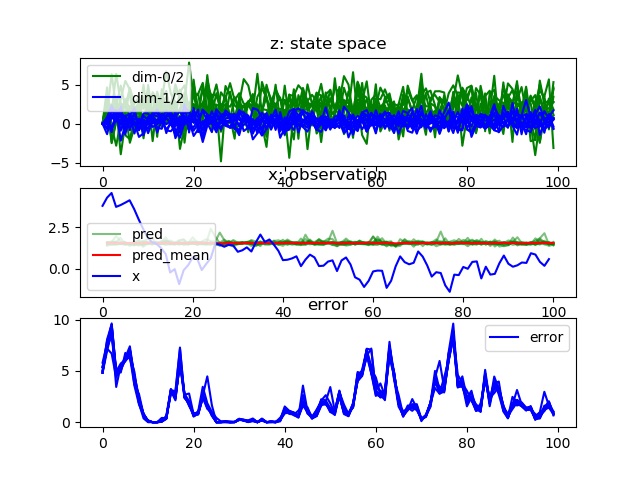 z: state space
5
0
−5
dim-0/2
dim-1/2
0 20 40 60 80 100
x: observation
2.5
0.0
pred
pred_mean
x
0 20 40 60 80 100
error
10
5
0
error
0 20 40 60 80 100